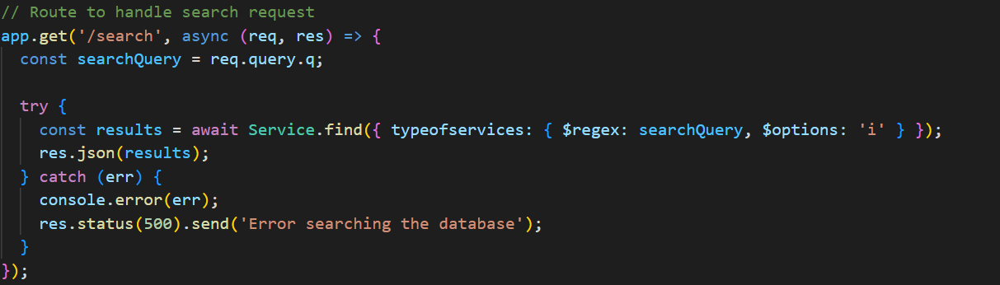 // Route to handle search request
app.get('/search', async (req, res) => {
  const searchQuery = req.query.q;

  try {
    const results = await Service.find({ typeofservices: { $regex: searchQuery, $options: 'i' } });
    res.json(results);
  } catch (err) {
    console.error(err);
    res.status(500).send('Error searching the database');
  }
});